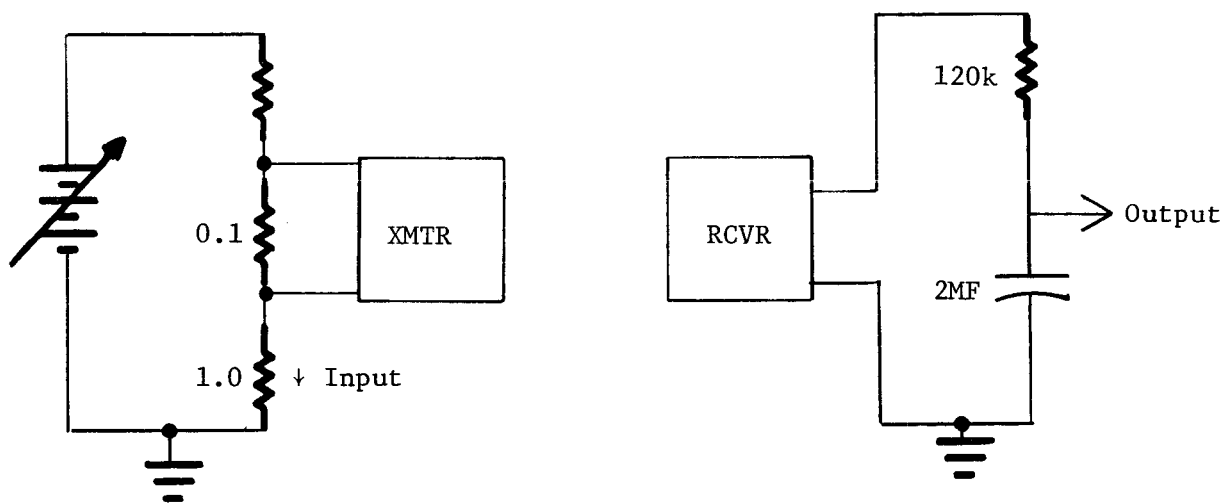 0.1
XMTR
1.0 ↓ Input
120k
RCVR
Output
2MF